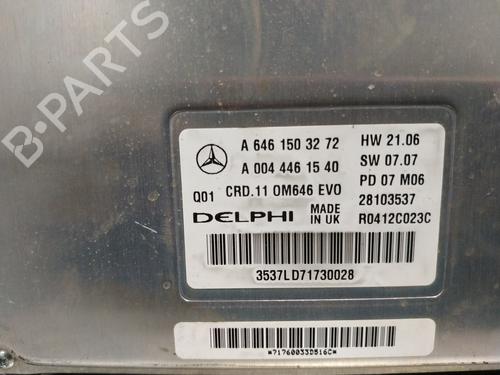 A 646 150 32 72 HW 21.06
A 004 446 15 40 SW 07.07
Q01 CRD.11 OM646 EVO PD 07 M06
28103537
DELPHI MADE IN UK R0412C023C
3537LD71730028
*71760033D516C*
B-PARTS